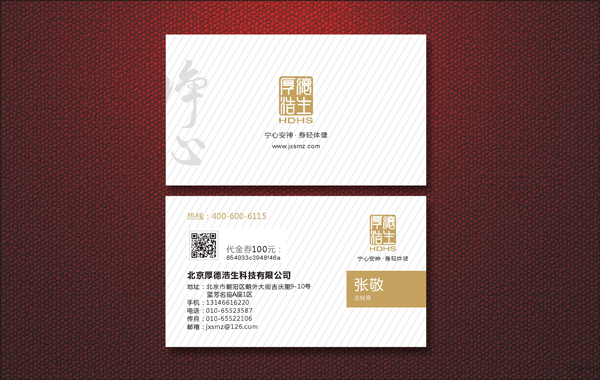 净心
厚德
浩生
HDHS
宁心安神·身轻体健
www.jxsmz.com
热线：400-600-6115
代金券100元：
854933c3948f46a
厚德
浩生
HDHS
宁心安神·身轻体健
北京厚德浩生科技有限公司
地址：北京市朝阳区朝外大街吉庆里9-10号
蓝筹名座A座1区
手机：13146616220
电话：010-65523587
传真：010-65522106
邮箱：jxsmz@126.com
张敬
总经理